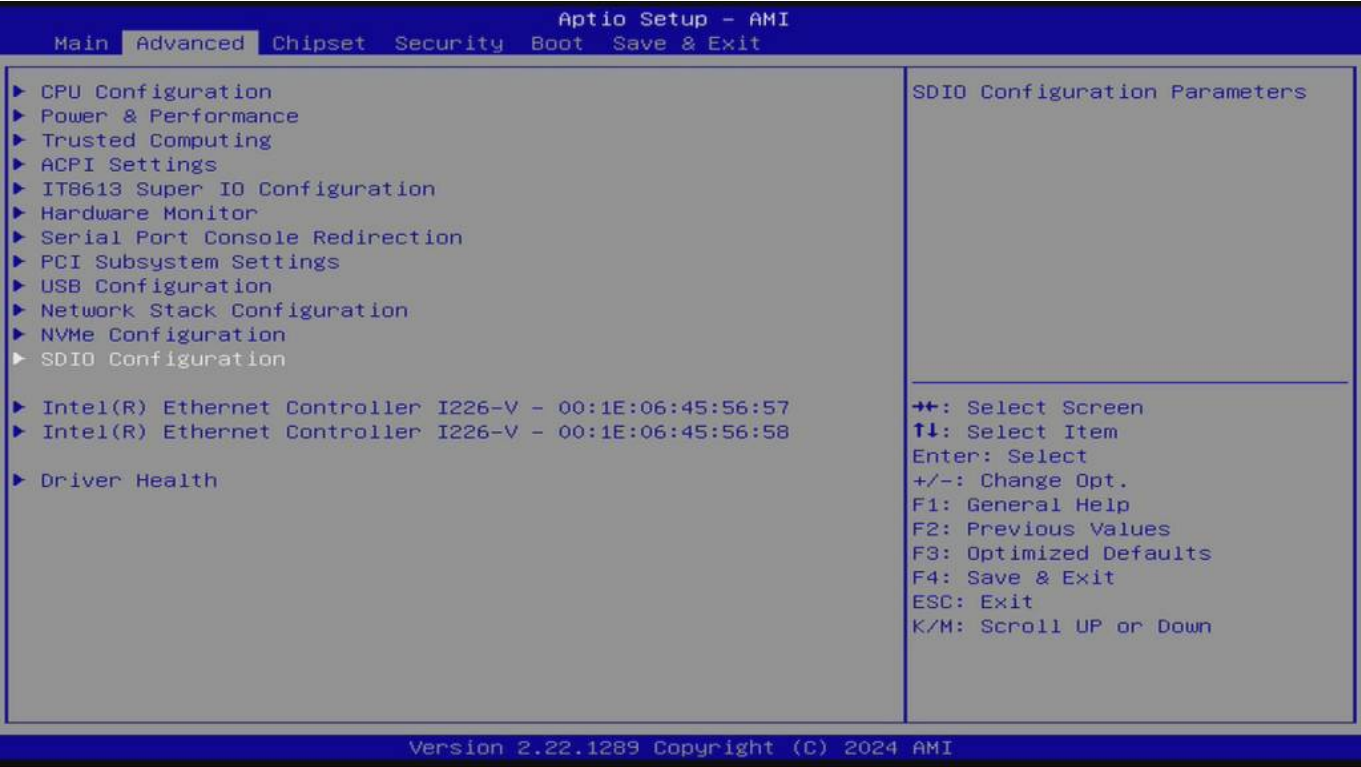 Aptio Setup – AMI
Main Advanced Chipset Security Boot Save & Exit
▶ CPU Configuration
▶ Power & Performance
▶ Trusted Computing
▶ ACPI Settings
▶ IT8613 Super IO Configuration
▶ Hardware Monitor
▶ Serial Port Console Redirection
▶ PCI Subsystem Settings
▶ USB Configuration
▶ Network Stack Configuration
▶ NVMe Configuration
▶ SDIO Configuration
▶ Intel(R) Ethernet Controller I226-V – 00:1E:06:45:56:57
▶ Intel(R) Ethernet Controller I226-V – 00:1E:06:45:56:58
▶ Driver Health
SDIO Configuration Parameters
→←: Select Screen
↑↓: Select Item
Enter: Select
+/-: Change Opt.
F1: General Help
F2: Previous Values
F3: Optimized Defaults
F4: Save & Exit
ESC: Exit
K/M: Scroll UP or Down
Version 2.22.1289 Copyright (C) 2024 AMI